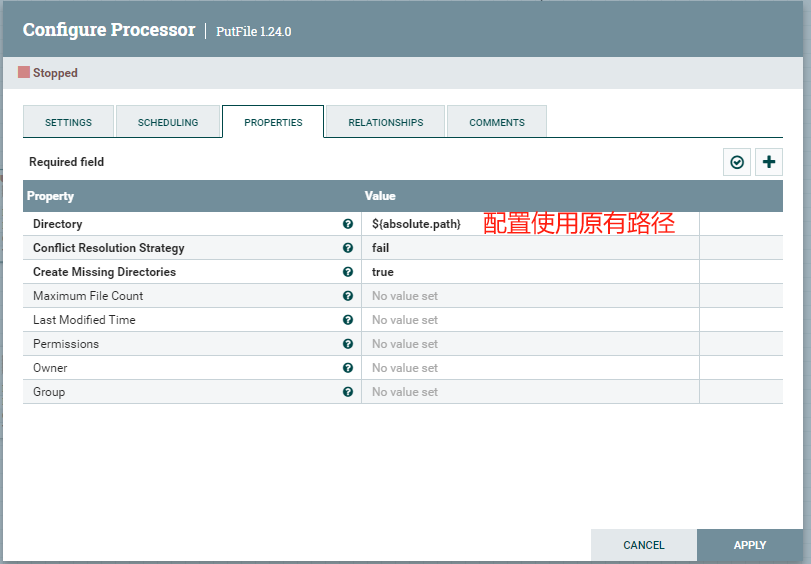 Configure Processor | PutFile 1.24.0
Stopped
SETTINGS SCHEDULING PROPERTIES RELATIONSHIPS COMMENTS
Required field
Property Value
Directory ${absolute.path} 配置使用原有路径
Conflict Resolution Strategy fail
Create Missing Directories true
Maximum File Count No value set
Last Modified Time No value set
Permissions No value set
Owner No value set
Group No value set
CANCEL APPLY